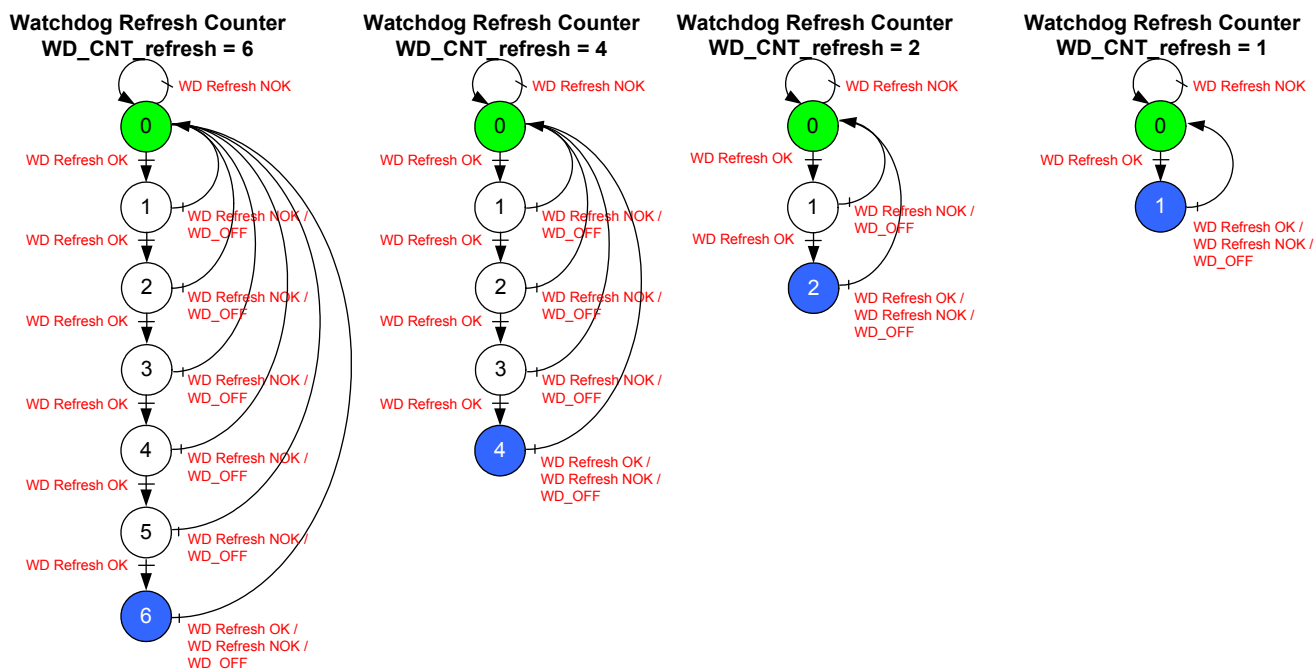 Watchdog Refresh Counter
WD_CNT_refresh = 6
WD Refresh NOK
0
WD Refresh OK
1
WD Refresh NOK /
WD_OFF
WD Refresh OK
2
WD Refresh NOK /
WD_OFF
WD Refresh OK
3
WD Refresh NOK /
WD_OFF
WD Refresh OK
4
WD Refresh NOK /
WD_OFF
WD Refresh OK
5
WD Refresh NOK /
WD_OFF
WD Refresh OK
6
WD Refresh OK /
WD Refresh NOK /
WD_OFF
Watchdog Refresh Counter
WD_CNT_refresh = 4
WD Refresh NOK
0
WD Refresh OK
1
WD Refresh NOK /
WD_OFF
WD Refresh OK
2
WD Refresh NOK /
WD_OFF
WD Refresh OK
3
WD Refresh NOK /
WD_OFF
WD Refresh OK
4
WD Refresh OK /
WD Refresh NOK /
WD_OFF
Watchdog Refresh Counter
WD_CNT_refresh = 2
WD Refresh NOK
0
WD Refresh OK
1
WD Refresh NOK /
WD_OFF
WD Refresh OK
2
WD Refresh OK /
WD Refresh NOK /
WD_OFF
Watchdog Refresh Counter
WD_CNT_refresh = 1
WD Refresh NOK
0
WD Refresh OK
1
WD Refresh OK /
WD Refresh NOK /
WD_OFF